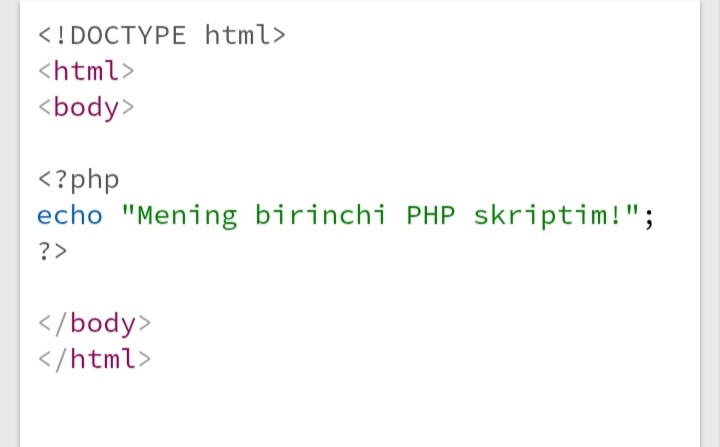 <!DOCTYPE html>
<html>
<body>
<?php
echo "Mening birinchi PHP skriptim!";
?>
</body>
</html>